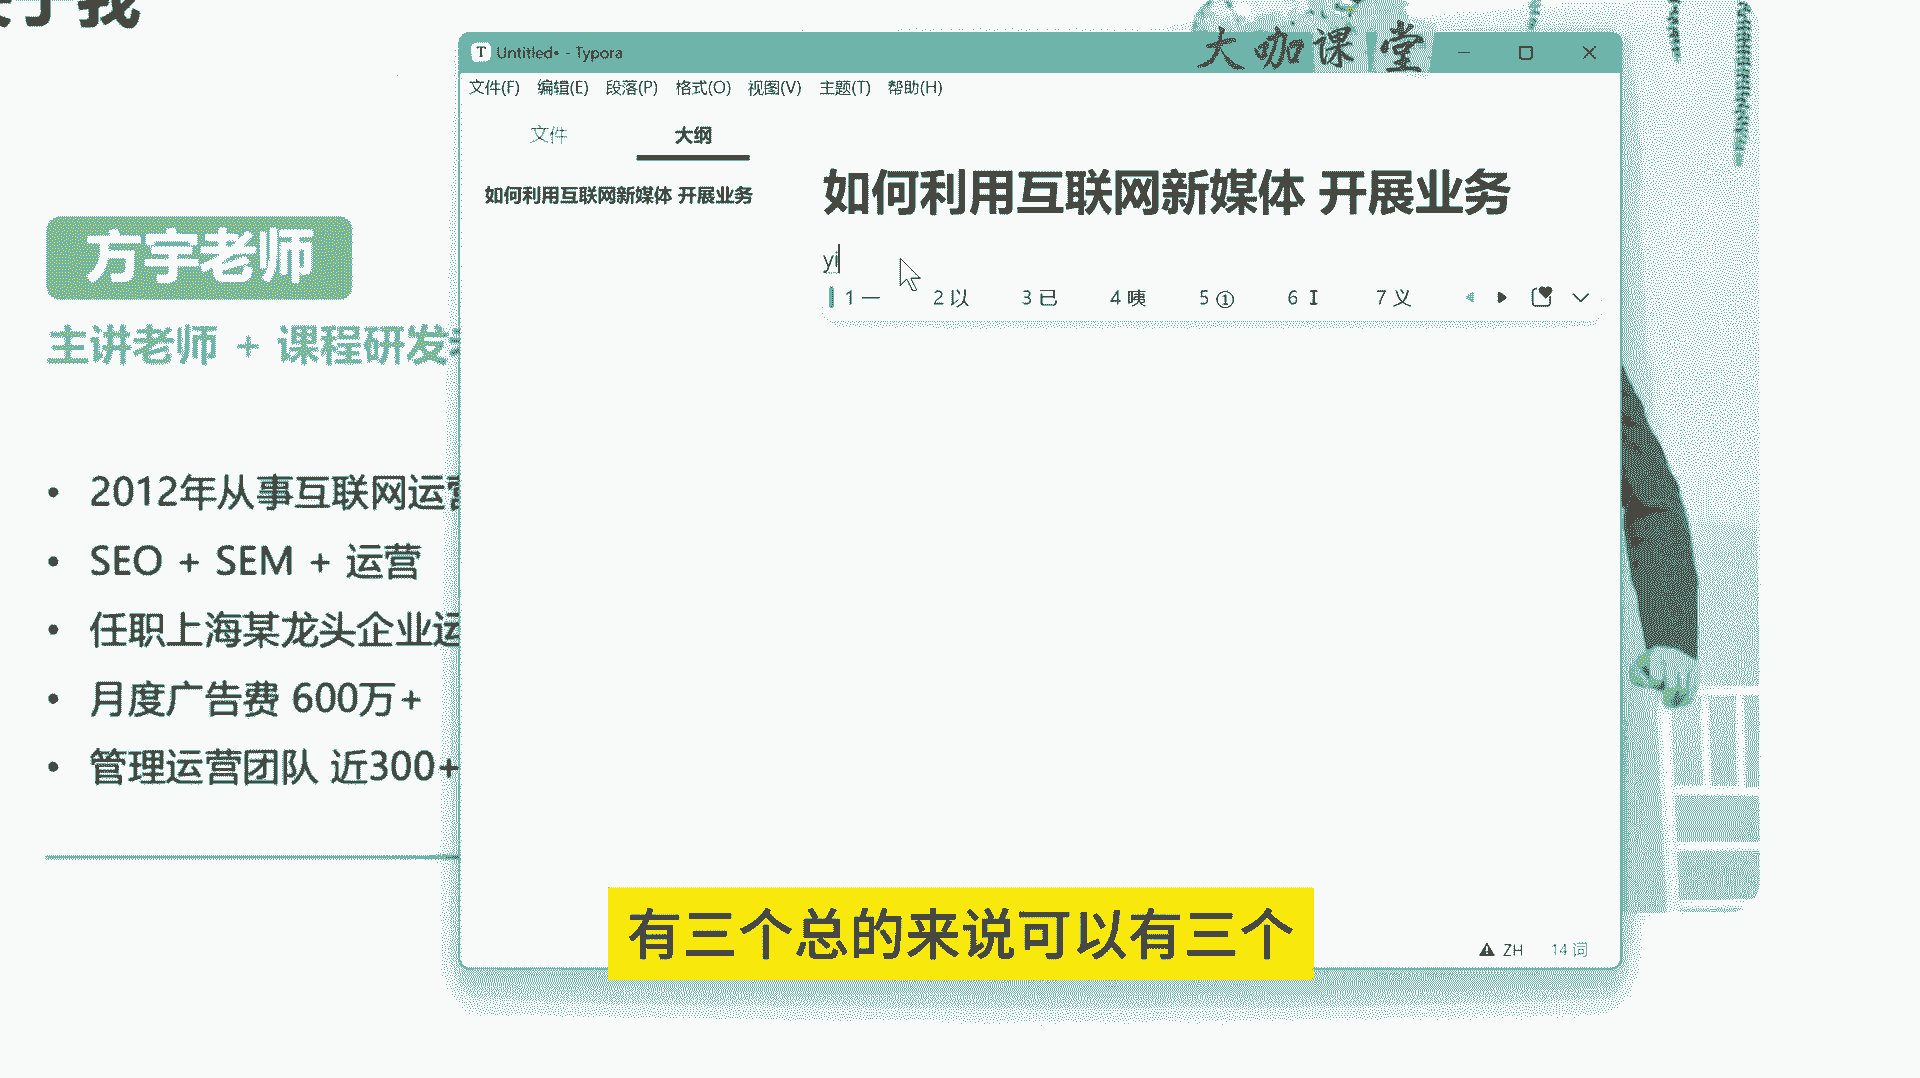 我
大咖课堂
Untitled• - Typora
文件(F) 编辑(E) 段落(P) 格式(O) 视图(V) 主题(T) 帮助(H)
文件 大纲
如何利用互联网新媒体 开展业务
如何利用互联网新媒体 开展业务
yi
1 一 2 以 3 已 4 咦 5 ① 6 I 7 义
方宇老师
主讲老师 + 课程研发
• 2012年从事互联网运营
• SEO + SEM + 运营
• 任职上海某龙头企业运
• 月度广告费 600万+
• 管理运营团队 近300+
有三个总的来说可以有三个
ZH 14 词